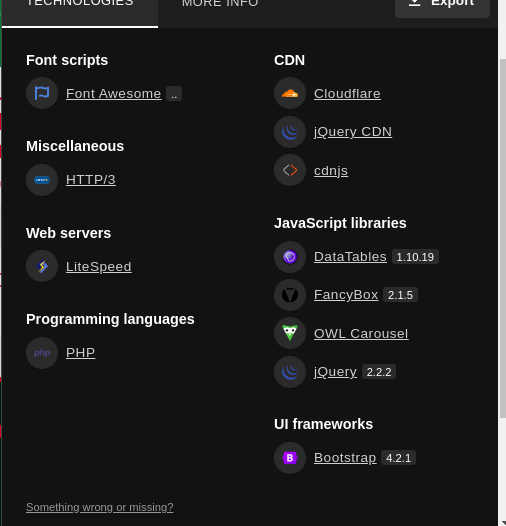 TECHNOLOGIES
MORE INFO
Export
Font scripts
Font Awesome ..
Miscellaneous
HTTP/3
Web servers
LiteSpeed
Programming languages
php PHP
CDN
Cloudflare
jQuery CDN
cdnjs
JavaScript libraries
DataTables 1.10.19
FancyBox 2.1.5
OWL Carousel
jQuery 2.2.2
UI frameworks
B Bootstrap 4.2.1
Something wrong or missing?